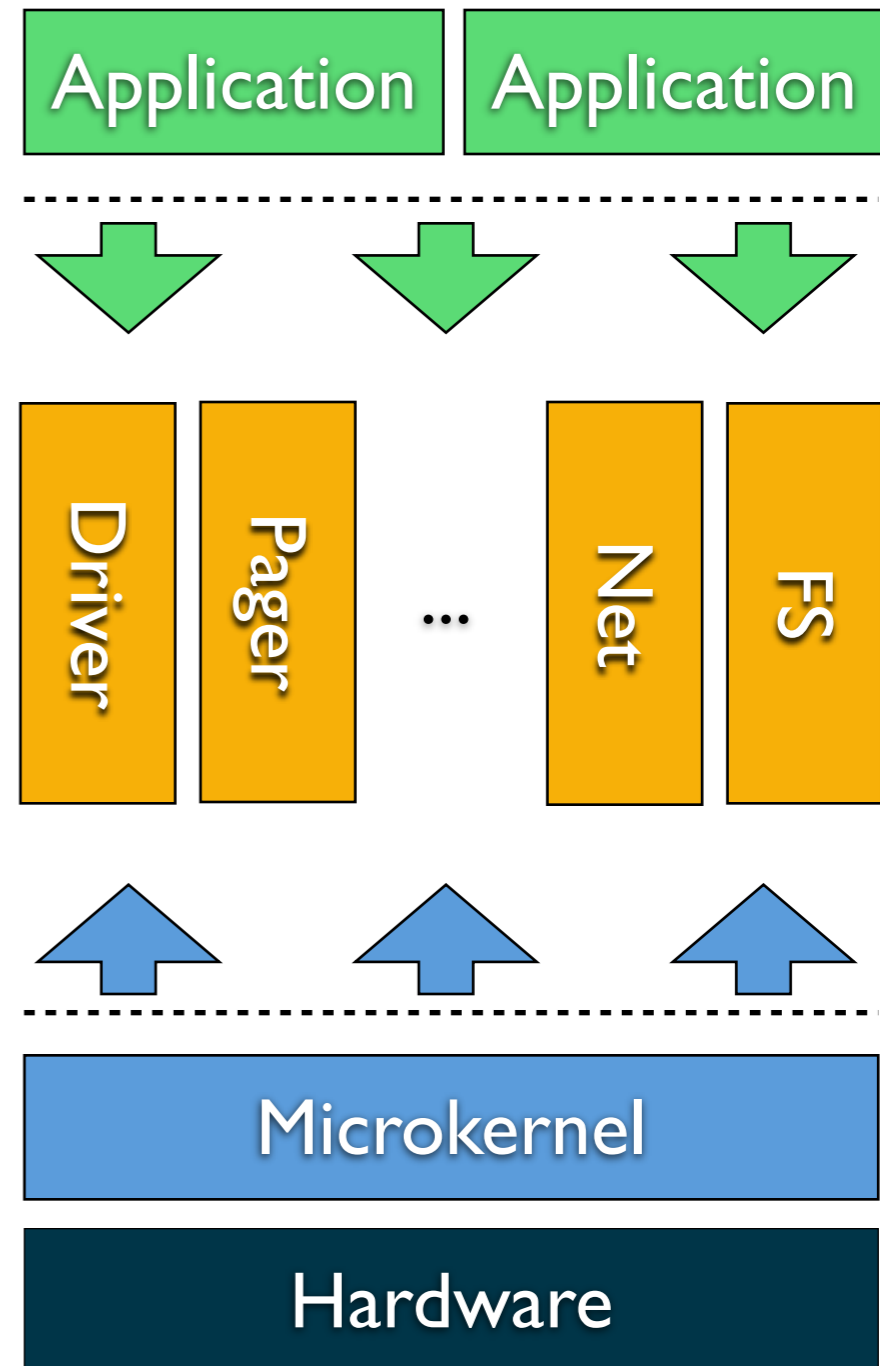 Application
Application
Driver
Pager
...
Net
FS
Microkernel
Hardware